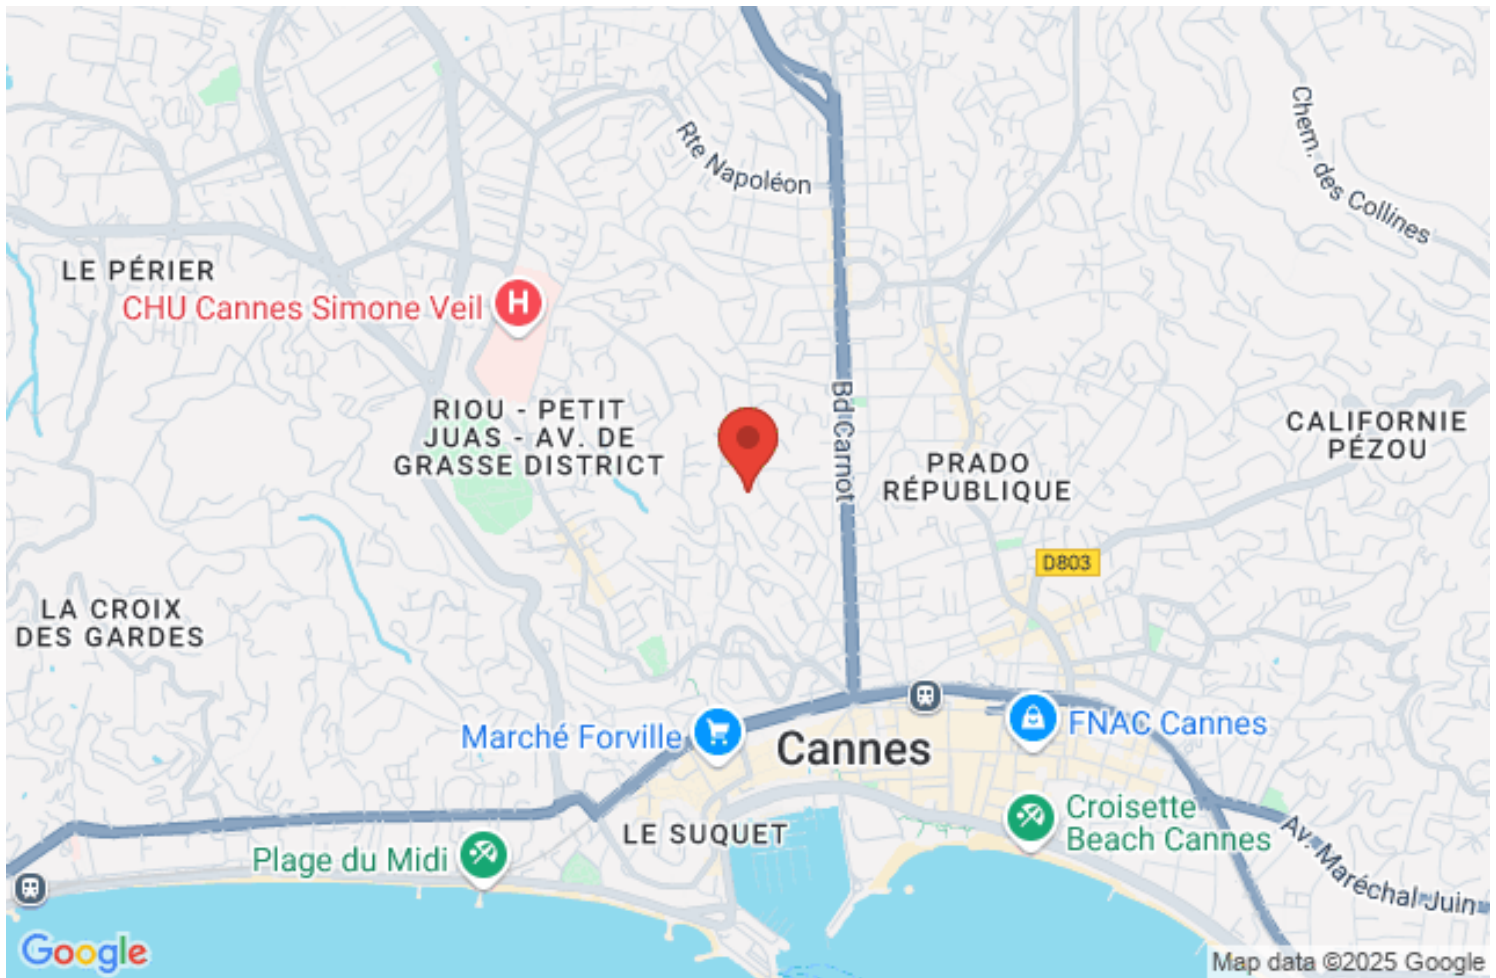 Rte Napoléon
Chem. des Collines
LE PÉRIER
CHU Cannes Simone Veil
H
Bd Carnot
RIOU - PETIT
JUAS - AV. DE
GRASSE DISTRICT
CALIFORNIE
PÉZOU
PRADO
RÉPUBLIQUE
D803
LA CROIX
DES GARDES
Marché Forville
Cannes
FNAC Cannes
Croisette
Beach Cannes
LE SUQUET
Plage du Midi
Av. Maréchal Juin
Google
Map data ©2025 Google